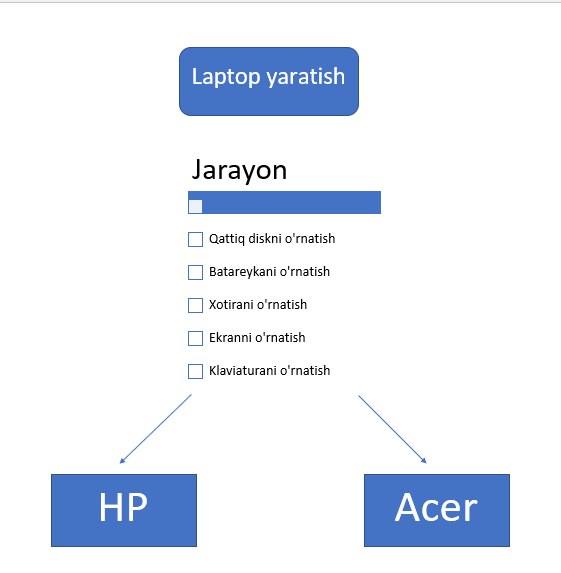 Laptop yaratish
Jarayon
Qattiq diskni o'rnatish
Batareykani o'rnatish
Xotirani o'rnatish
Ekranni o'rnatish
Klaviaturani o'rnatish
HP
Acer